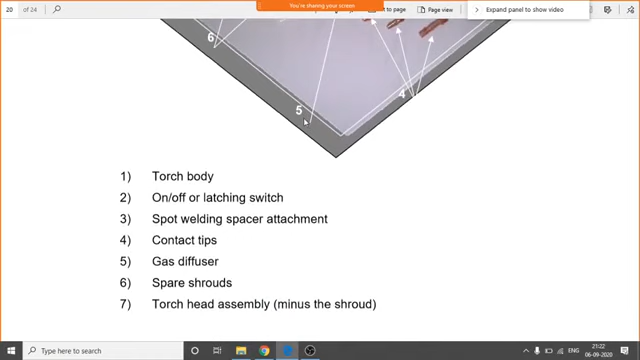 20 of 24
You're sharing your screen
to page
Page view
Expand panel to show video
6
5
4
1) Torch body
2) On/off or latching switch
3) Spot welding spacer attachment
4) Contact tips
5) Gas diffuser
6) Spare shrouds
7) Torch head assembly (minus the shroud)
Type here to search
ENG
21:22
06-09-2020